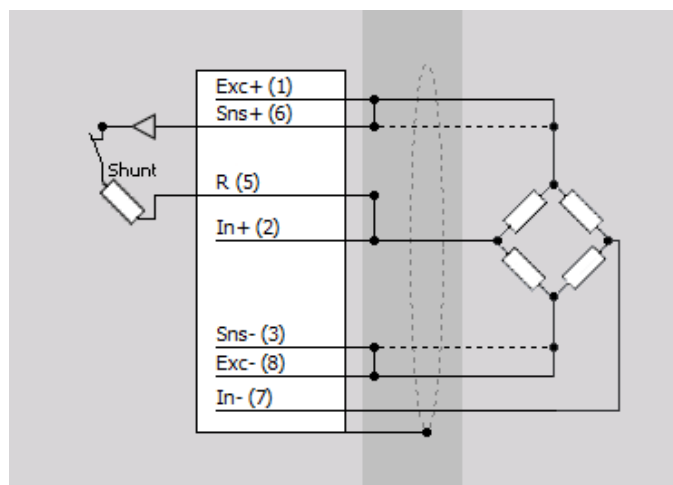 Exc+ (1)
Sns+ (6)
Shunt
R (5)
In+ (2)
Sns- (3)
Exc- (8)
In- (7)